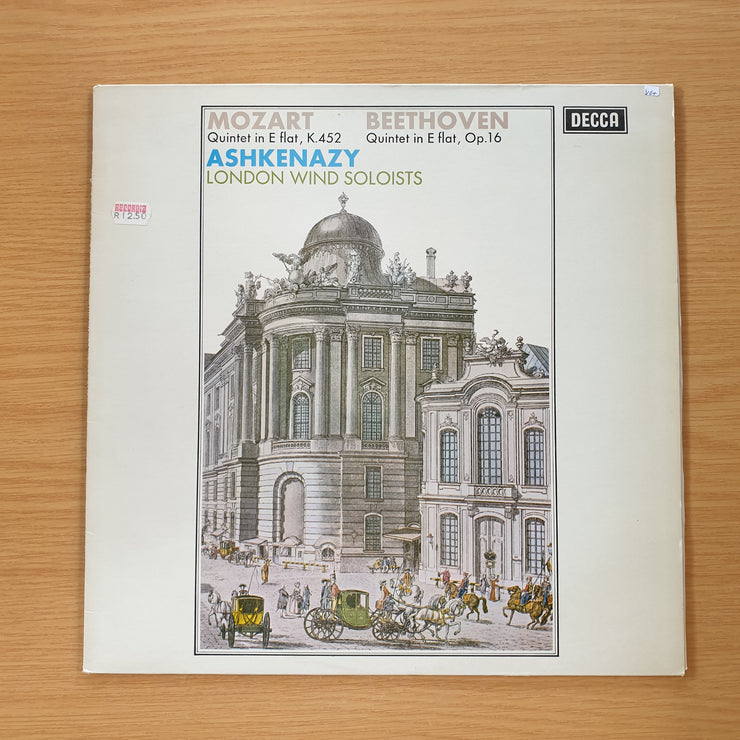 MOZART BEETHOVEN
Quintet in E flat, K.452 Quintet in E flat, Op.16
ASHKENAZY
LONDON WIND SOLOISTS
DECCA
R12.50